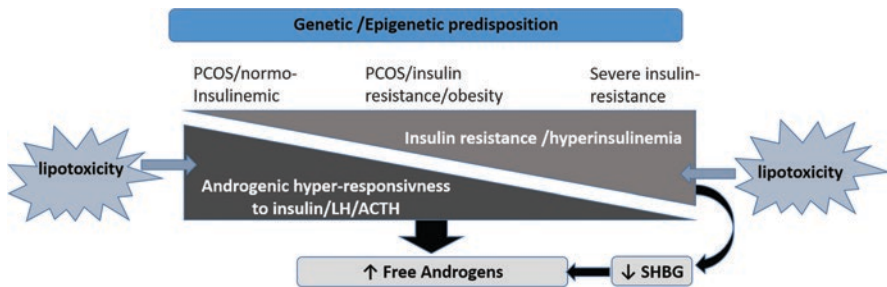 Genetic /Epigenetic predisposition
PCOS/normo-
Insulinemic
PCOS/insulin
resistance/obesity
Severe insulin-
resistance
Insulin resistance /hyperinsulinemia
lipotoxicity
lipotoxicity
Androgenic hyper-responsivness
to insulin/LH/ACTH
↑ Free Androgens
↓ SHBG